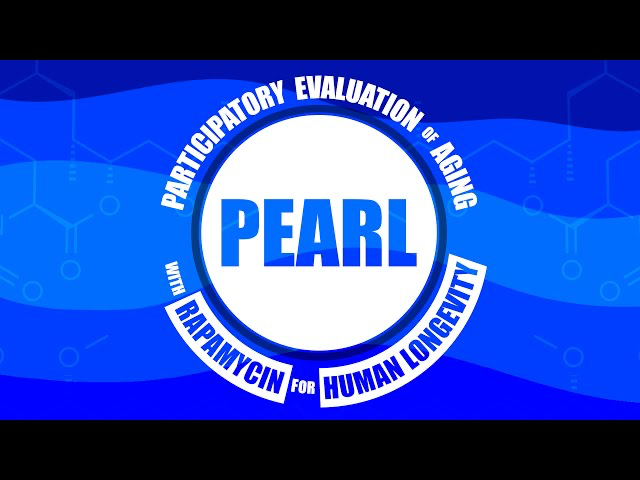 PARTICIPATORY EVALUATION OF AGING
PEARL
WITH RAPAMYCIN FOR HUMAN LONGEVITY